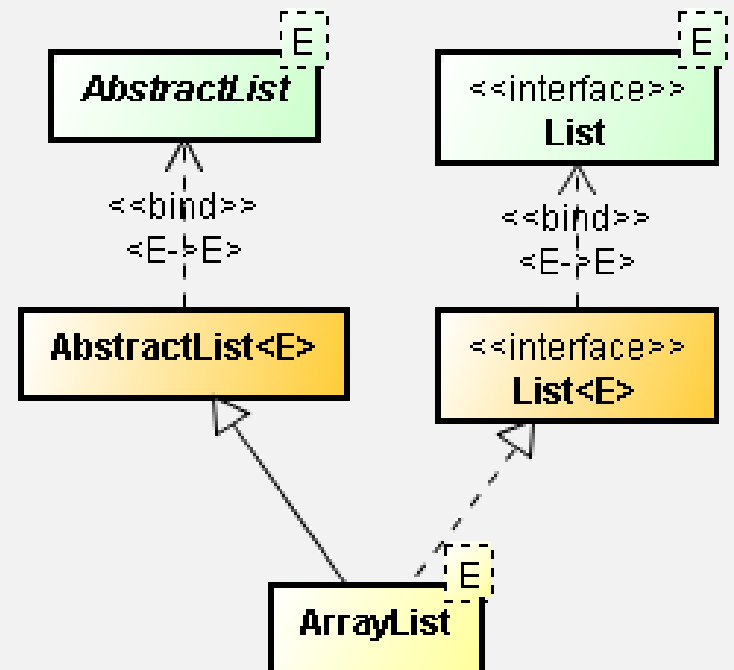 E
AbstractList
<<bind>>
<E->E>
AbstractList<E>
E
<<interface>>
List
<<bind>>
<E->E>
<<interface>>
List<E>
E
ArrayList